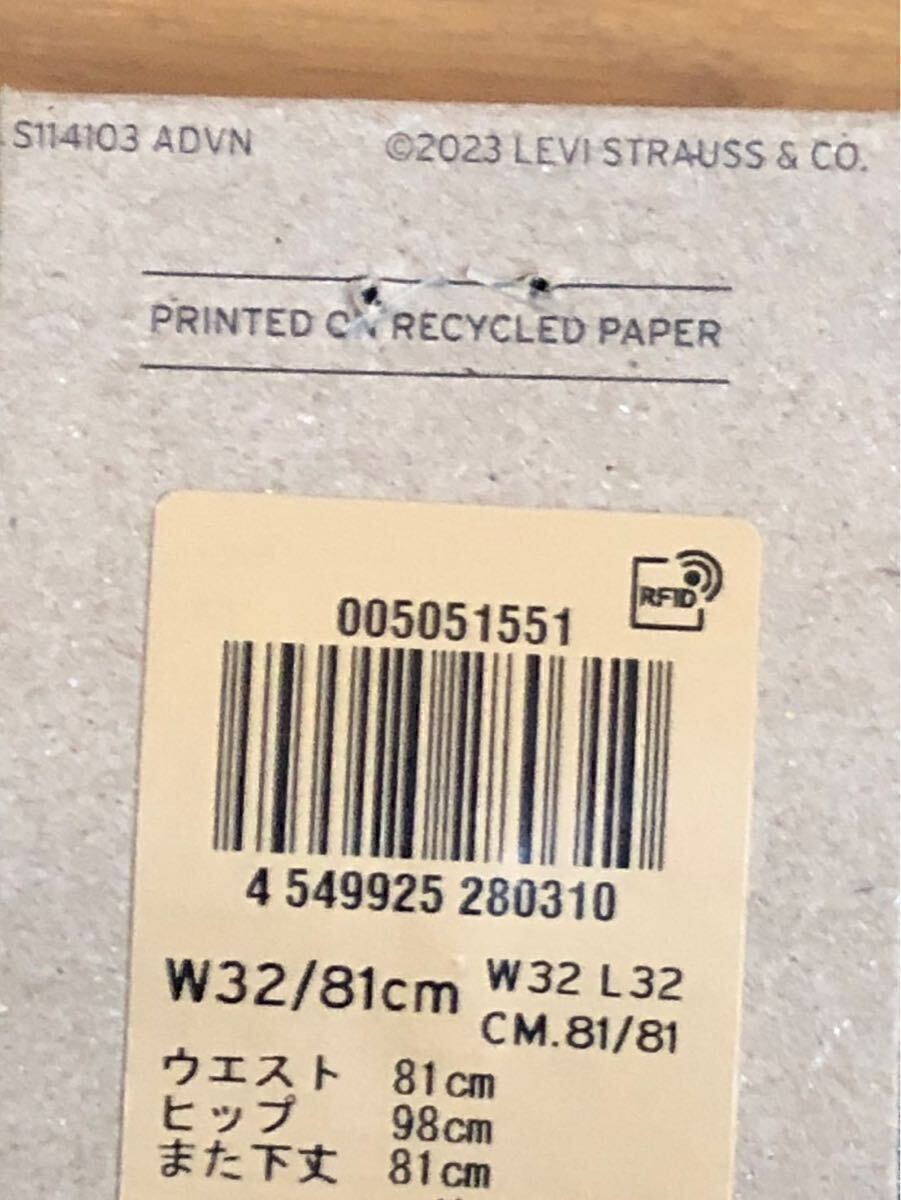 S114103 ADVN ©2023 LEVI STRAUSS & CO.
PRINTED ON RECYCLED PAPER
RFID
005051551
4 549925 280310
W32/81cm W32 L32
CM.81/81
ウエスト 81cm
ヒップ 98cm
また下丈 81cm